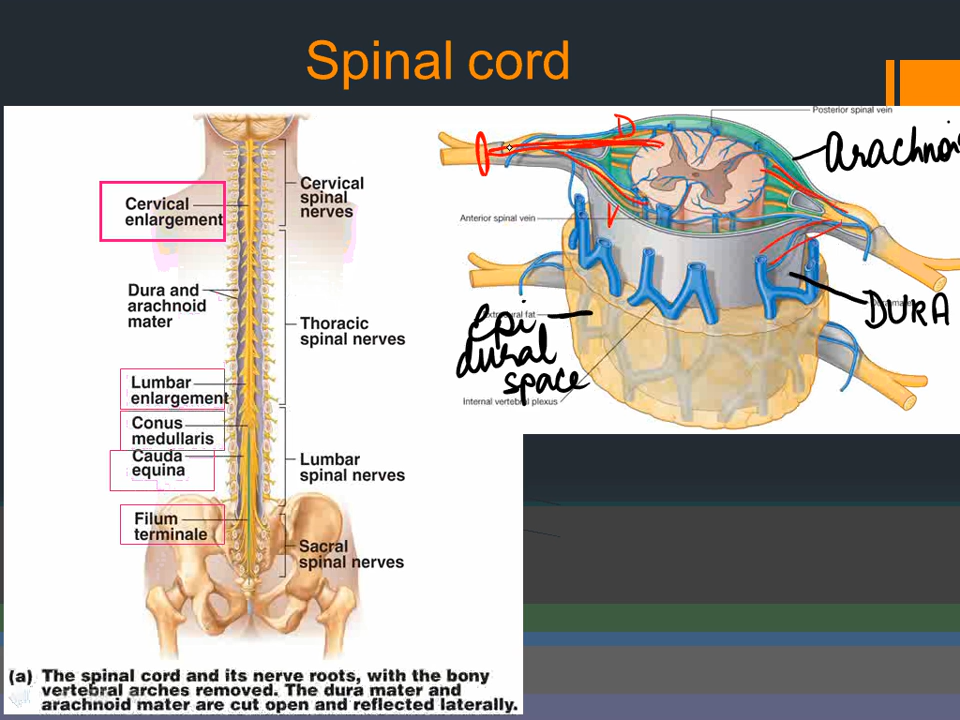 Spinal cord
Cervical
enlargement
Dura and
arachnoid
mater
Lumbar
enlargement
Conus
medullaris
Cauda
equina
Filum
terminale
Cervical
spinal
nerves
Thoracic
spinal nerves
Lumbar
spinal nerves
Sacral
spinal nerves
(a) The spinal cord and its nerve roots, with the bony
vertebral arches removed. The dura mater and
arachnoid mater are cut open and reflected laterally.
Posterior spinal vein
D
Arachnoi
Anterior spinal vein
V
DURA
fat
Epi
dural
space
Internal vertebral plexus